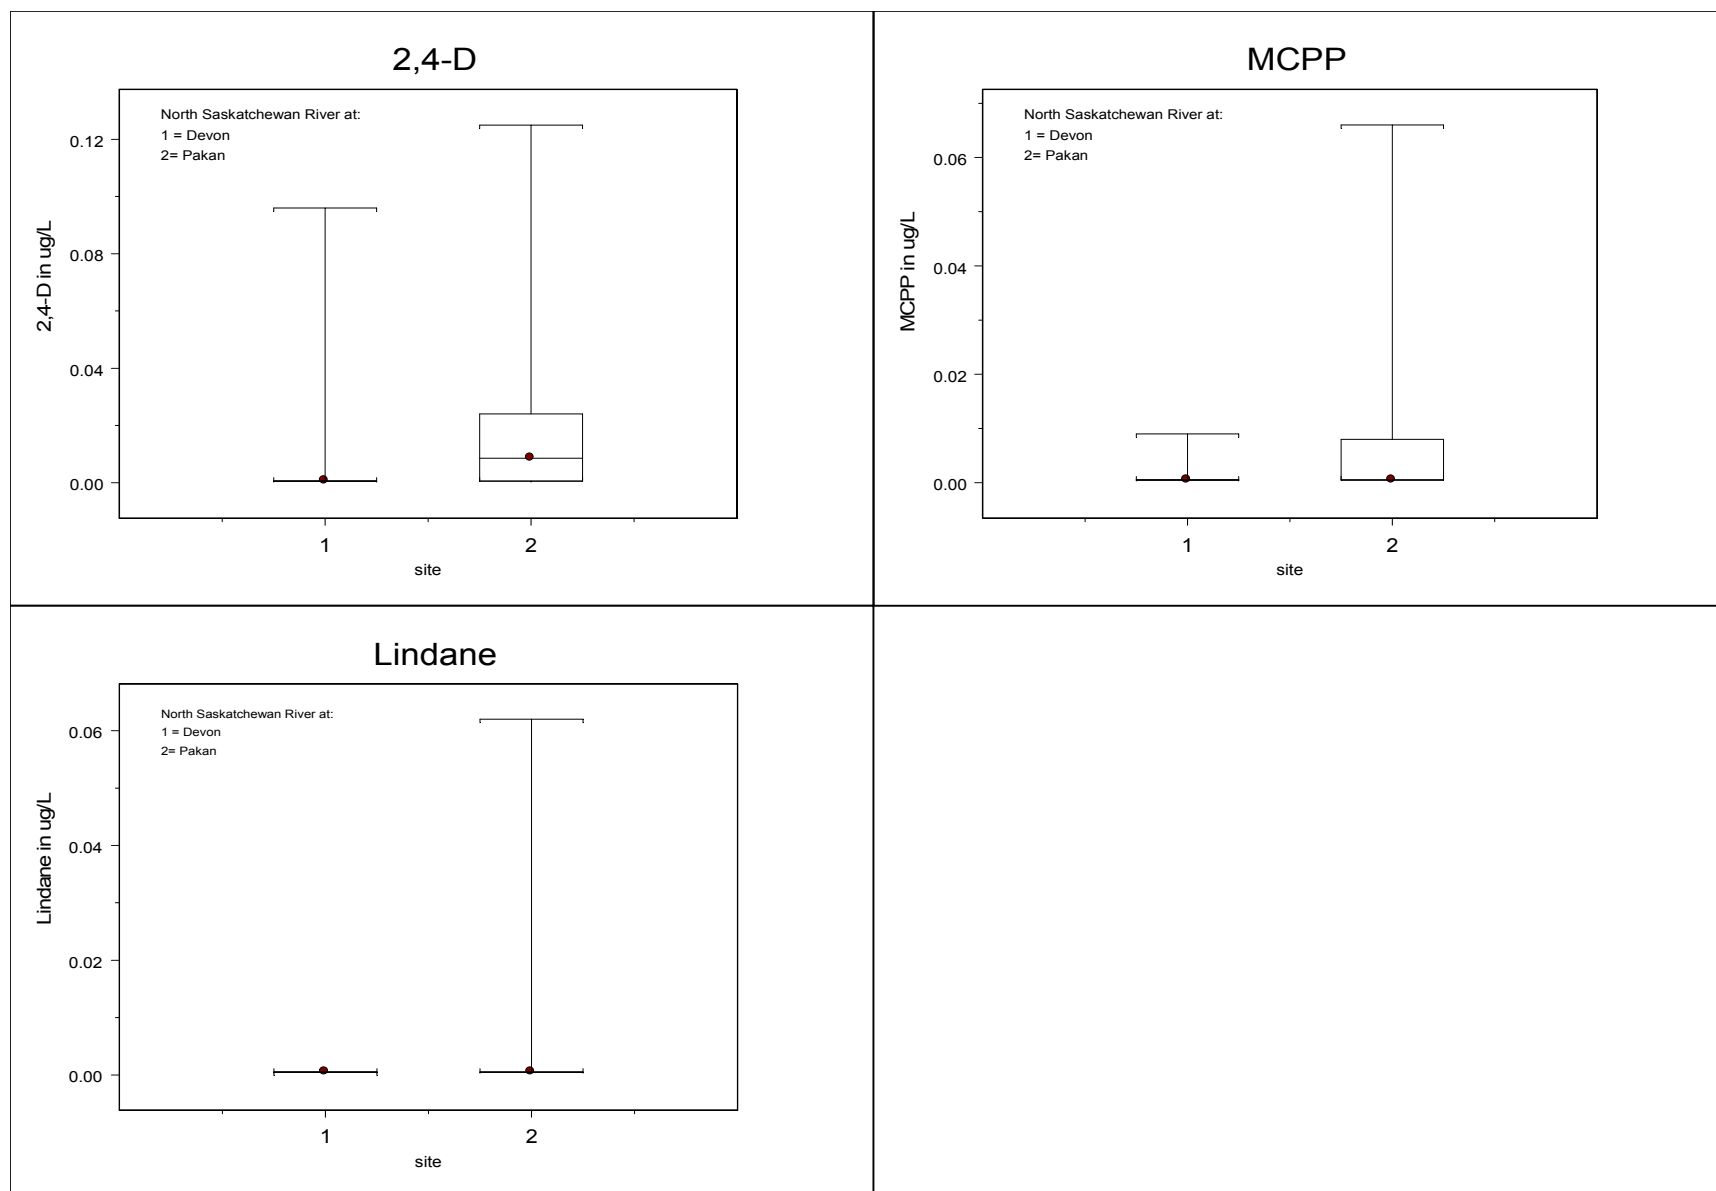 2,4-D
North Saskatchewan River at:
1 = Devon
2= Pakan
0.12
0.08
0.04
0.00
2,4-D in ug/L
1 2
site
MCPP
North Saskatchewan River at:
1 = Devon
2= Pakan
0.06
0.04
0.02
0.00
MCPP in ug/L
1 2
site
Lindane
North Saskatchewan River at:
1 = Devon
2= Pakan
0.06
0.04
0.02
0.00
Lindane in ug/L
1 2
site